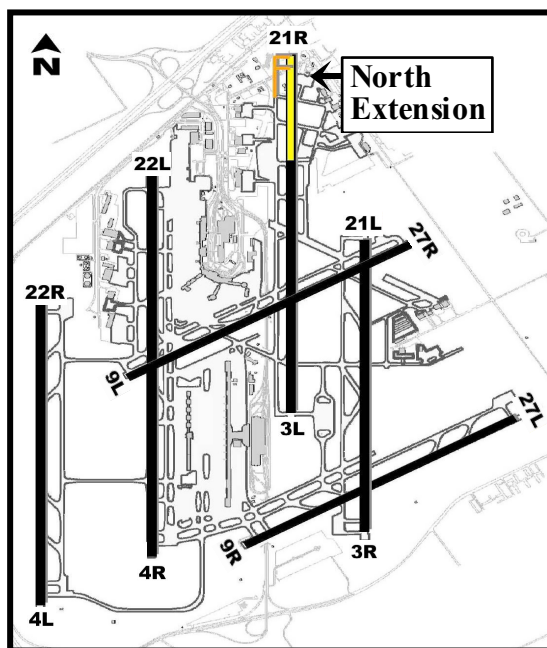 21R
N
North
Extension
22L
21L
27R
22R
9L
27L
3L
9R
3R
4R
4L